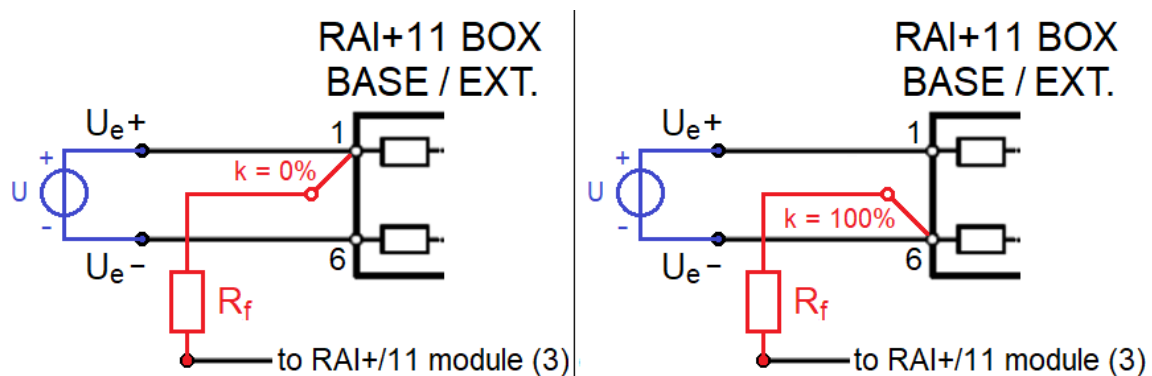 RAI+11 BOX
BASE / EXT.
Ue+
1
+
k = 0%
U
-
6
Ue−
Rf
to RAI+/11 module (3)
RAI+11 BOX
BASE / EXT.
Ue+
1
+
U
k = 100%
-
6
Ue−
Rf
to RAI+/11 module (3)